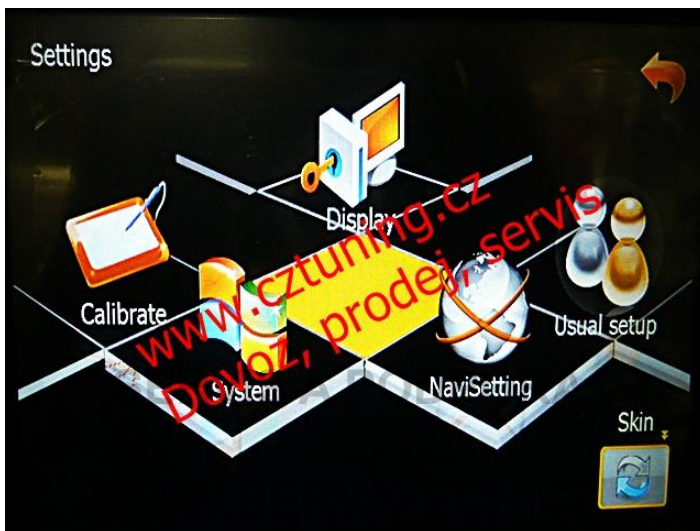 Settings
Display
Calibrate
Usual setup
System
NaviSetting
Skin
www.cztuning.cz
Dovoz, prodej, servis